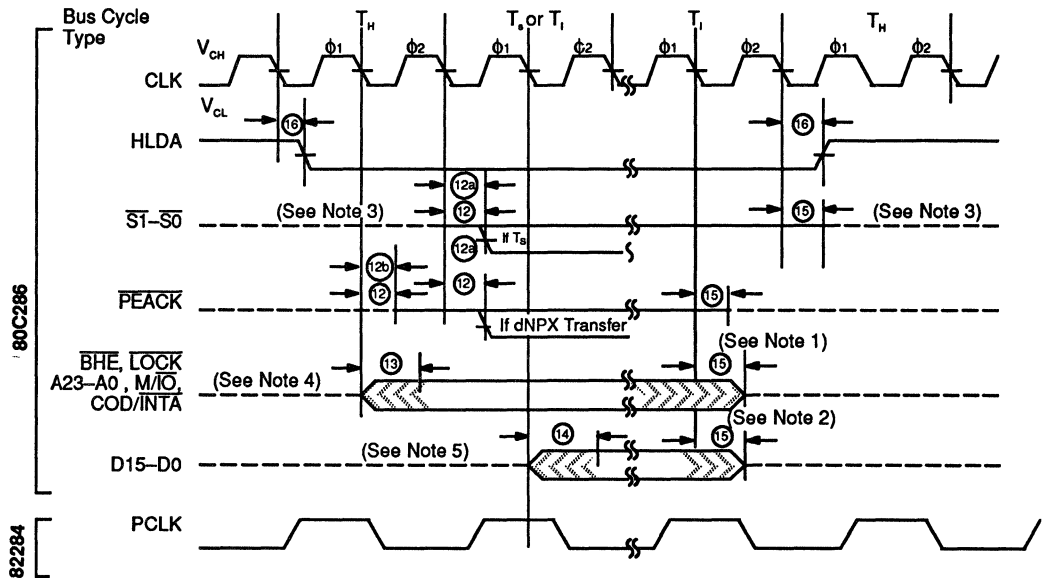 Bus Cycle Type T_H T_s or T_I T_I T_H
V_CH ϕ1 ϕ2 ϕ1 ϕ2 ϕ1 ϕ2 ϕ1 ϕ2
CLK
V_CL
16 16
HLDA
12a
S1–S0 (See Note 3) 12 15 (See Note 3)
12a If T_S
12b
12 12 15
PEACK
If dNPX Transfer
(See Note 1)
BHE, LOCK 13 15
A23–A0 , M/IO, (See Note 4)
COD/INTA
(See Note 2)
14 15
(See Note 5)
D15–D0
PCLK
80C286
82284